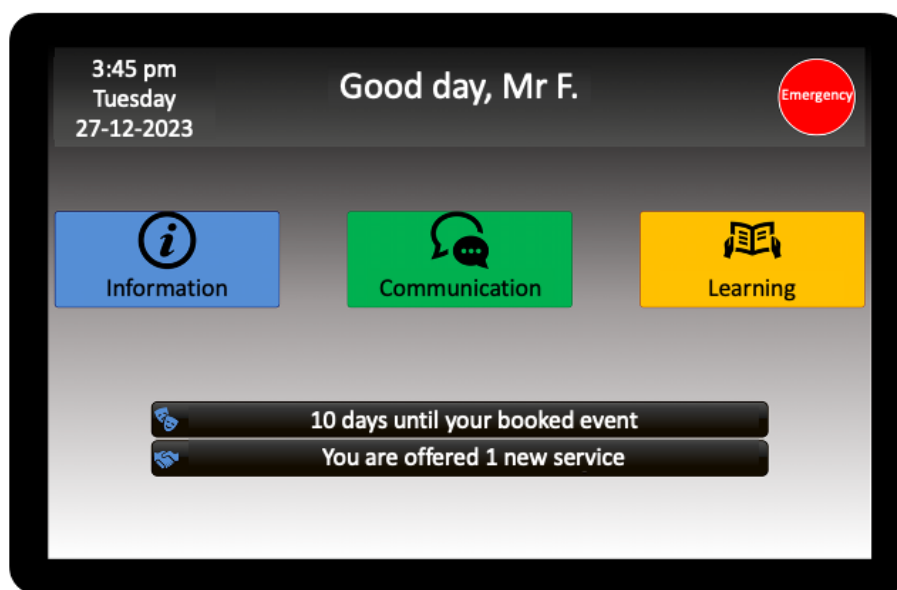 3:45 pm
Tuesday
27-12-2023
Good day, Mr F.
Emergency
Information
Communication
Learning
10 days until your booked event
You are offered 1 new service